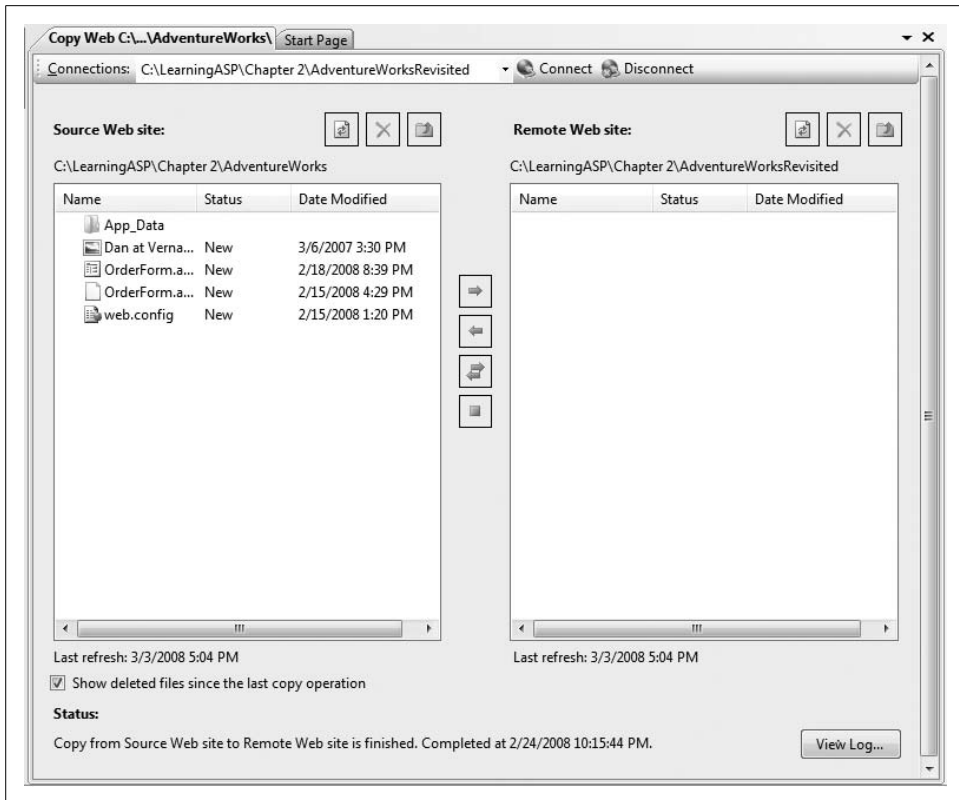 Copy Web C:\...\AdventureWorks\ Start Page
Connections: C:\LearningASP\Chapter 2\AdventureWorksRevisited Connect Disconnect
Source Web site:
C:\LearningASP\Chapter 2\AdventureWorks
Name Status Date Modified
App_Data
Dan at Verna... New 3/6/2007 3:30 PM
OrderForm.a... New 2/18/2008 8:39 PM
OrderForm.a... New 2/15/2008 4:29 PM
web.config New 2/15/2008 1:20 PM
Last refresh: 3/3/2008 5:04 PM
Remote Web site:
C:\LearningASP\Chapter 2\AdventureWorksRevisited
Name Status Date Modified
Last refresh: 3/3/2008 5:04 PM
Show deleted files since the last copy operation
Status:
Copy from Source Web site to Remote Web site is finished. Completed at 2/24/2008 10:15:44 PM.
View Log...